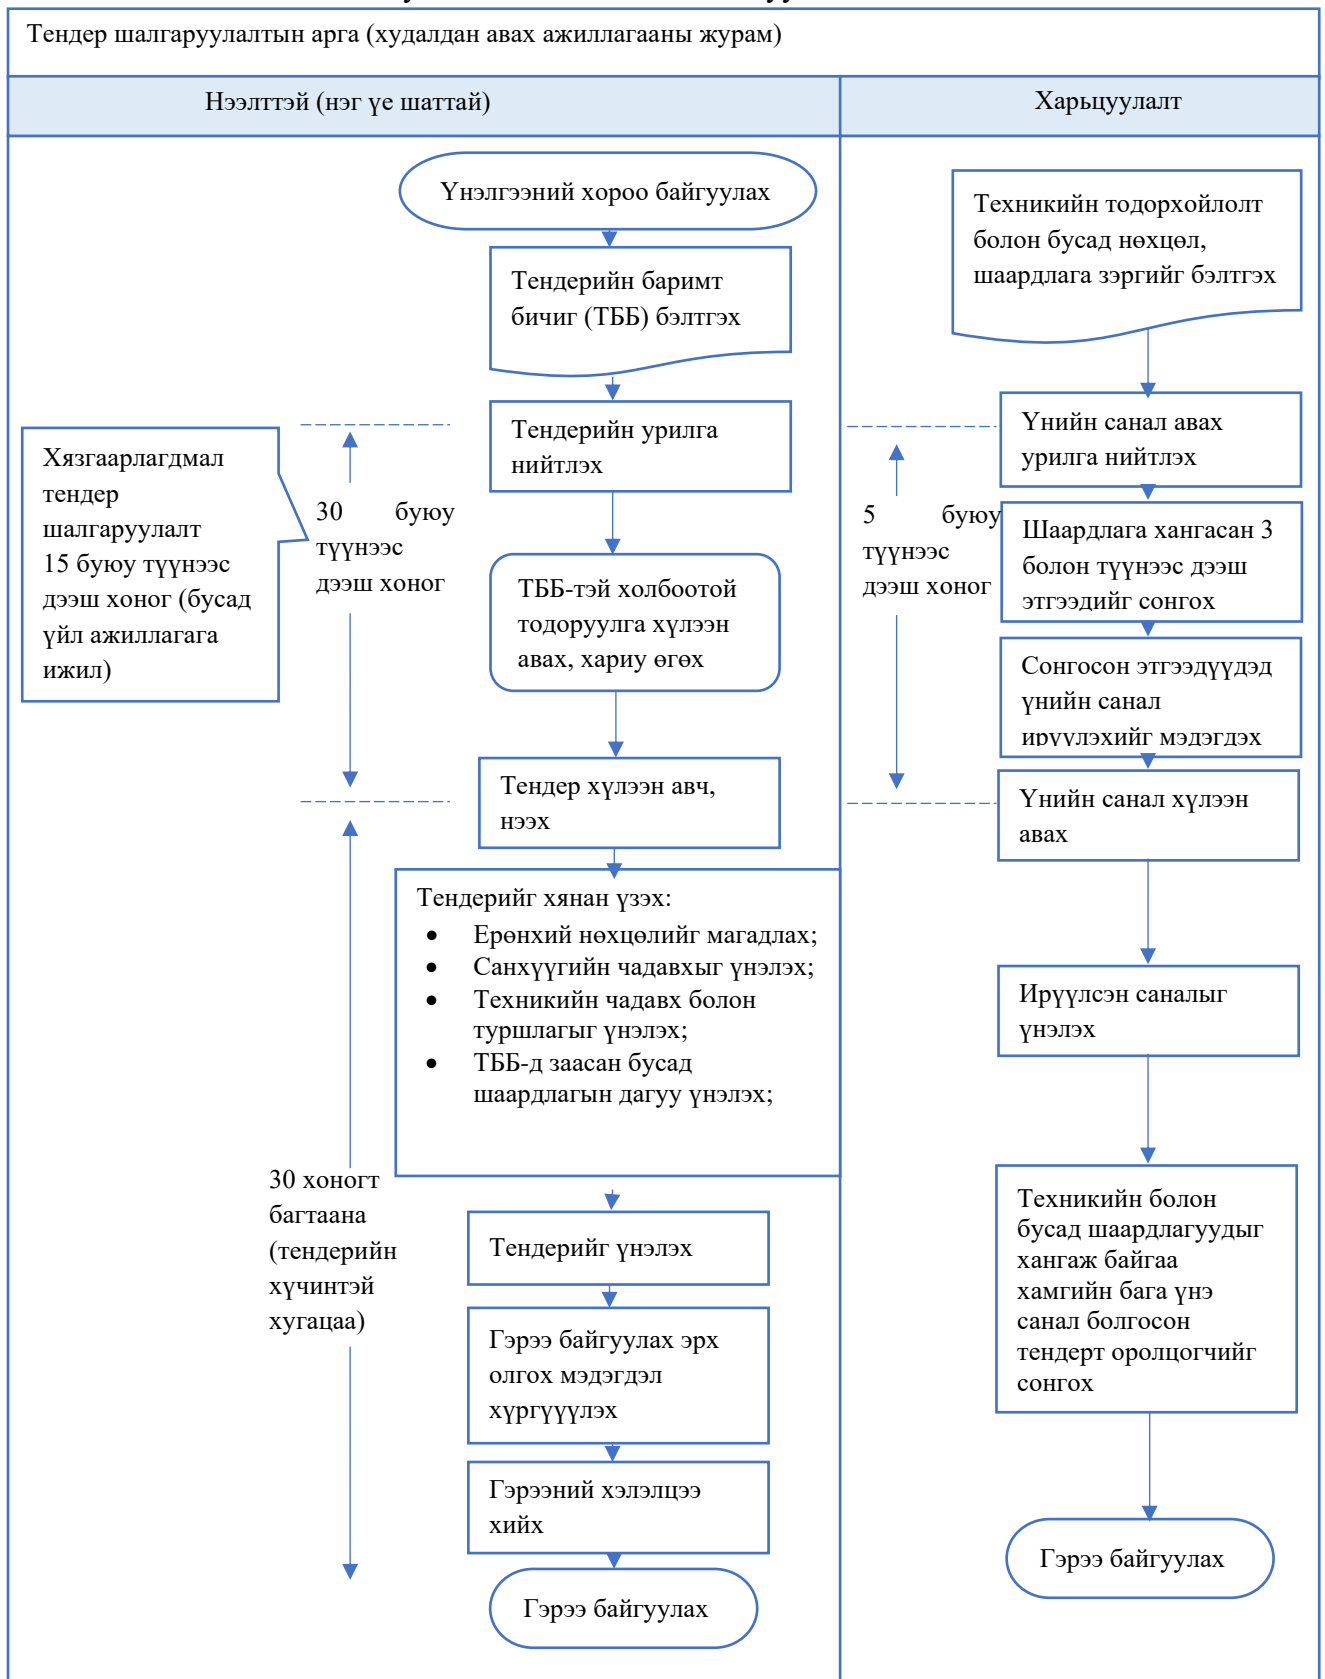 Тендер шалгаруулалтын арга (худалдан авах ажиллагааны журам)
Нээлттэй (нэг үе шаттай)
Харьцуулалт
Үнэлгээний хороо байгуулах
Тендерийн баримт
бичиг (ТББ) бэлтгэх
Тендерийн урилга
нийтлэх
Хязгаарлагдмал
тендер
шалгаруулалт
15 буюу түүнээс
дээш хоног (бусад
үйл ажиллагага
ижил)
30 буюу
түүнээс
дээш хоног
ТББ-тэй холбоотой
тодоруулга хүлээн
авах, хариу өгөх
Тендер хүлээн авч,
нээх
Тендерийг хянан үзэх:
• Ерөнхий нөхцөлийг магадлах;
• Санхүүгийн чадавхыг үнэлэх;
• Техникийн чадавх болон
туршлагыг үнэлэх;
• ТББ-д заасан бусад
шаардлагын дагуу үнэлэх;
30 хоногт
багтаана
(тендерийн
хүчинтэй
хугацаа)
Тендерийг үнэлэх
Гэрээ байгуулах эрх
олгох мэдэгдэл
хүргүүүлэх
Гэрээний хэлэлцээ
хийх
Гэрээ байгуулах
Техникийн тодорхойлолт
болон бусад нөхцөл,
шаардлага зэргийг бэлтгэх
Үнийн санал авах
урилга нийтлэх
5 буюу
түүнээс
дээш хоног
Шаардлага хангасан 3
болон түүнээс дээш
этгээдийг сонгох
Сонгосон этгээдүүдэд
үнийн санал
ирүүлэхийг мэдэгдэх
Үнийн санал хүлээн
авах
Ирүүлсэн саналыг
үнэлэх
Техникийн болон
бусад шаардлагуудыг
хангаж байгаа
хамгийн бага үнэ
санал болгосон
тендерт оролцогчийг
сонгох
Гэрээ байгуулах